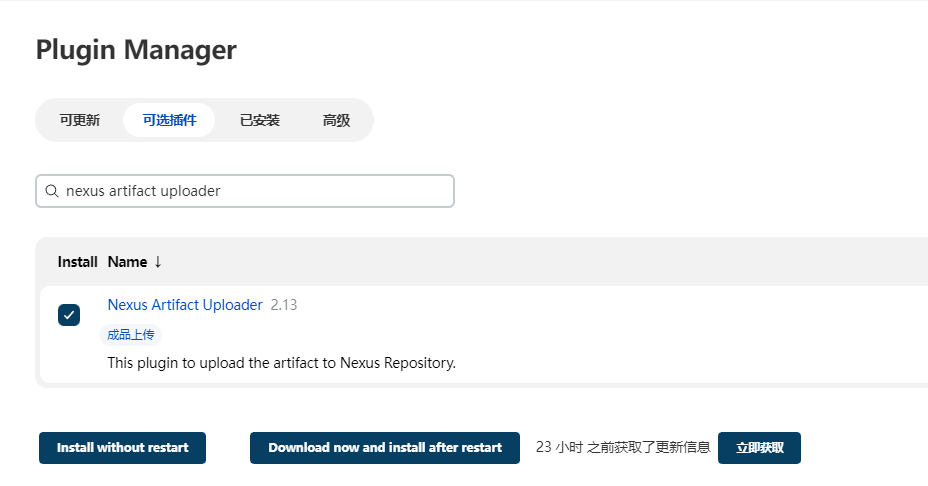 Plugin Manager
可更新 可选插件 已安装 高级
nexus artifact uploader
Install Name ↓
Nexus Artifact Uploader 2.13
成品上传
This plugin to upload the artifact to Nexus Repository.
Install without restart Download now and install after restart 23 小时 之前获取了更新信息 立即获取